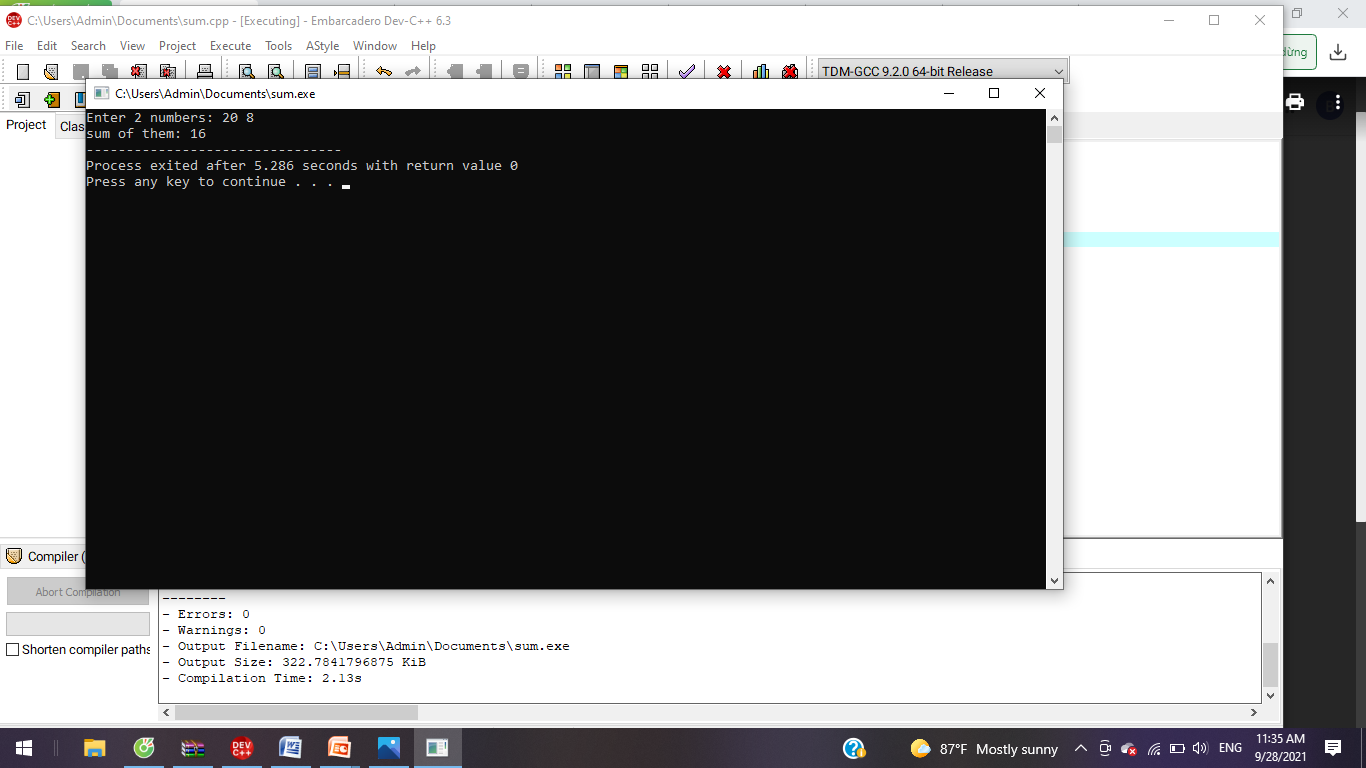 C:\Users\Admin\Documents\sum.cpp - [Executing] - Embarcadero Dev-C++ 6.3
File Edit Search View Project Execute Tools AStyle Window Help
TDM-GCC 9.2.0 64-bit Release
C:\Users\Admin\Documents\sum.exe
Project Clas
Enter 2 numbers: 20 8
sum of them: 16
--------------------------------
Process exited after 5.286 seconds with return value 0
Press any key to continue . . .
Compiler (
Abort Compilation
Shorten compiler paths
--------
- Errors: 0
- Warnings: 0
- Output Filename: C:\Users\Admin\Documents\sum.exe
- Output Size: 322.7841796875 KiB
- Compilation Time: 2.13s
DEV C++
87°F Mostly sunny
ENG
11:35 AM
9/28/2021